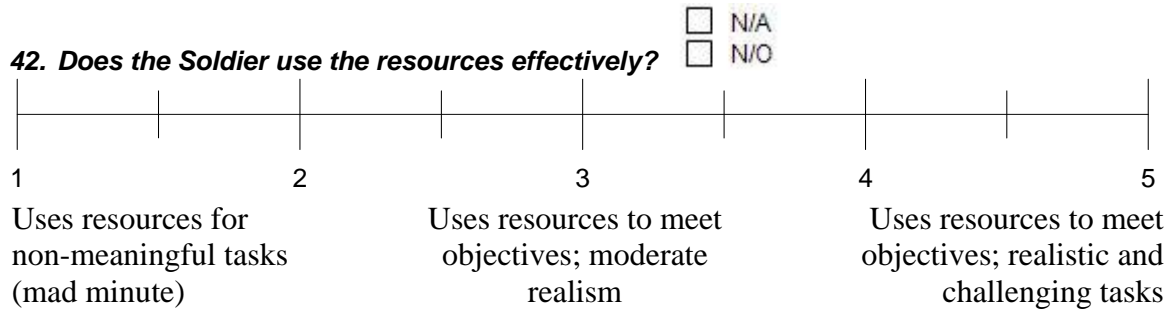 N/A
42. Does the Soldier use the resources effectively? N/O
1 2 3 4 5
Uses resources for Uses resources to meet Uses resources to meet
non-meaningful tasks objectives; moderate objectives; realistic and
(mad minute) realism challenging tasks